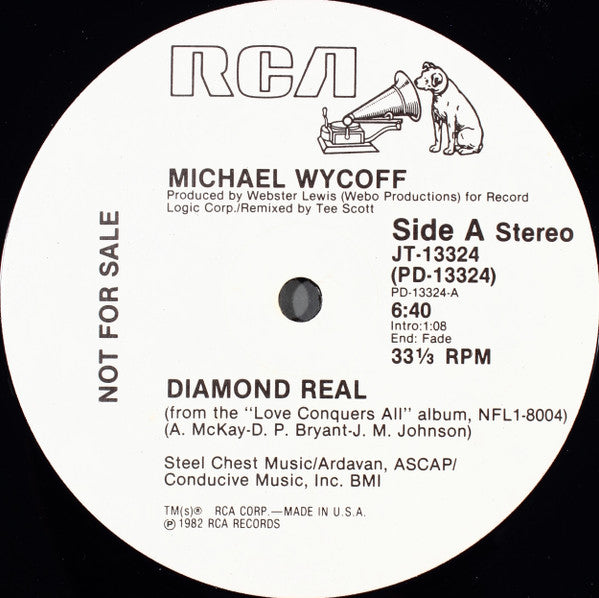 RCA
MICHAEL WYCOFF
Produced by Webster Lewis (Webo Productions) for Record
Logic Corp./Remixed by Tee Scott
NOT FOR SALE
Side A Stereo
JT-13324
(PD-13324)
PD-13324-A
6:40
Intro:1:08
End: Fade
33⅓ RPM
DIAMOND REAL
(from the "Love Conquers All" album, NFL1-8004)
(A. McKay-D. P. Bryant-J. M. Johnson)
Steel Chest Music/Ardavan, ASCAP/
Conducive Music, Inc. BMI
TM(s)® RCA CORP.—MADE IN U.S.A.
℗ 1982 RCA RECORDS